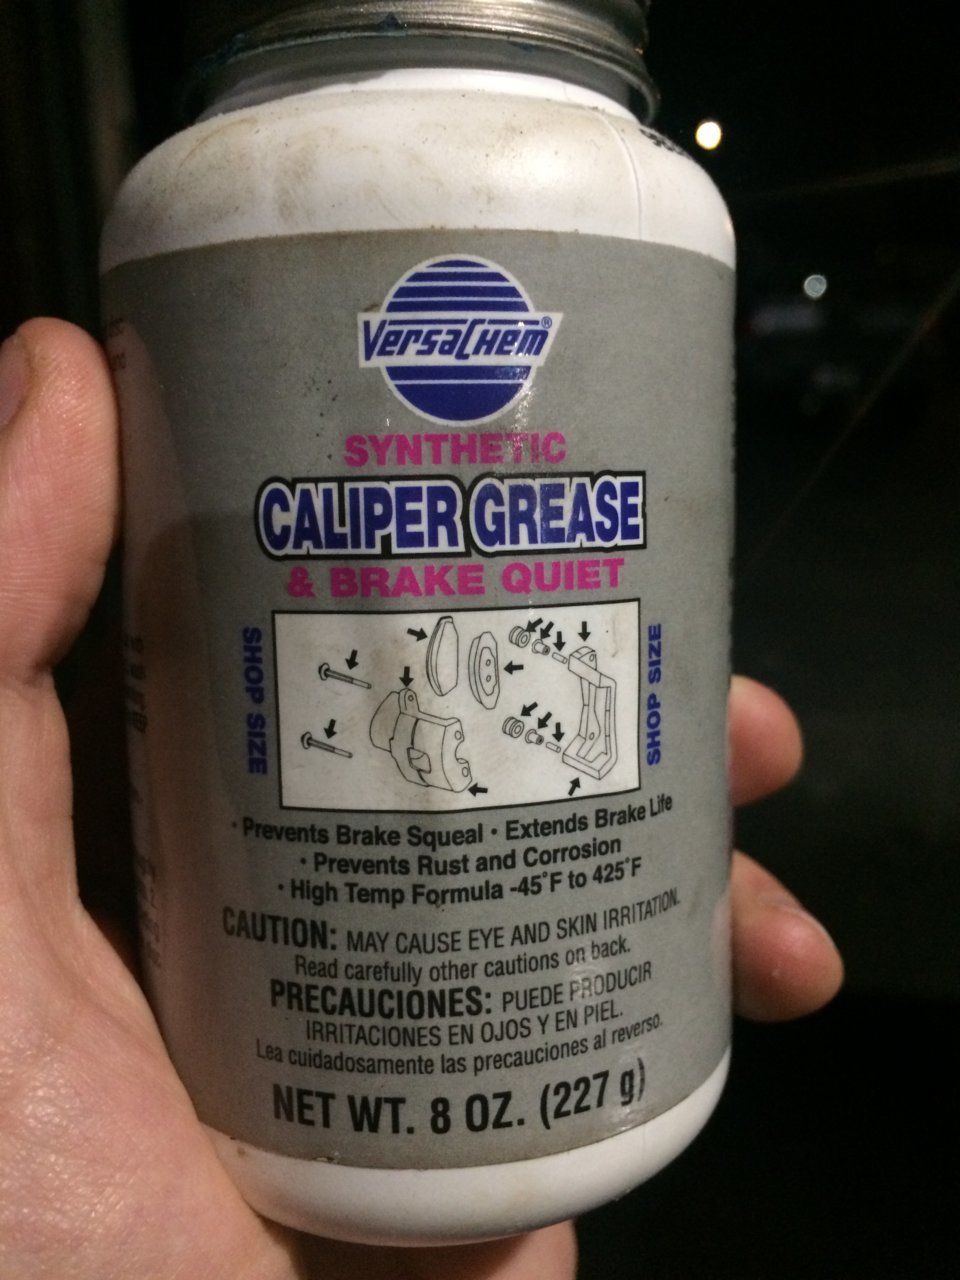 VersaChem®
SYNTHETIC
CALIPER GREASE
& BRAKE QUIET
SHOP SIZE
SHOP SIZE
· Prevents Brake Squeal · Extends Brake Life
· Prevents Rust and Corrosion
· High Temp Formula -45°F to 425°F
CAUTION: MAY CAUSE EYE AND SKIN IRRITATION.
Read carefully other cautions on back.
PRECAUCIONES: PUEDE PRODUCIR
IRRITACIONES EN OJOS Y EN PIEL.
Lea cuidadosamente las precauciones al reverso.
NET WT. 8 OZ. (227 g)